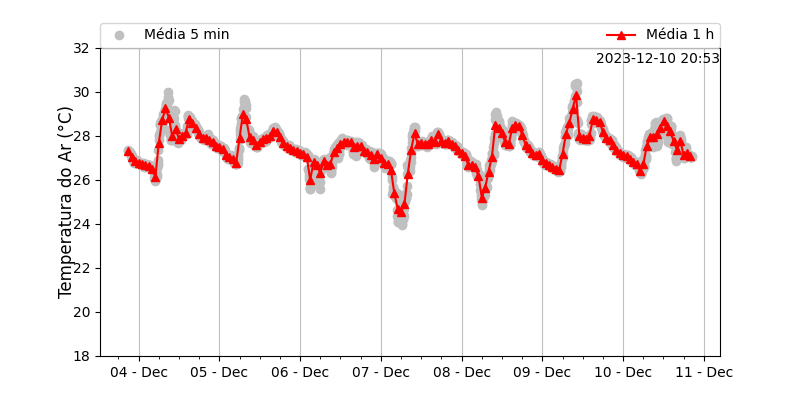 Média 5 min
Média 1 h
2023-12-10 20:53
Temperatura do Ar (°C)
32
30
28
26
24
22
20
18
04 - Dec
05 - Dec
06 - Dec
07 - Dec
08 - Dec
09 - Dec
10 - Dec
11 - Dec